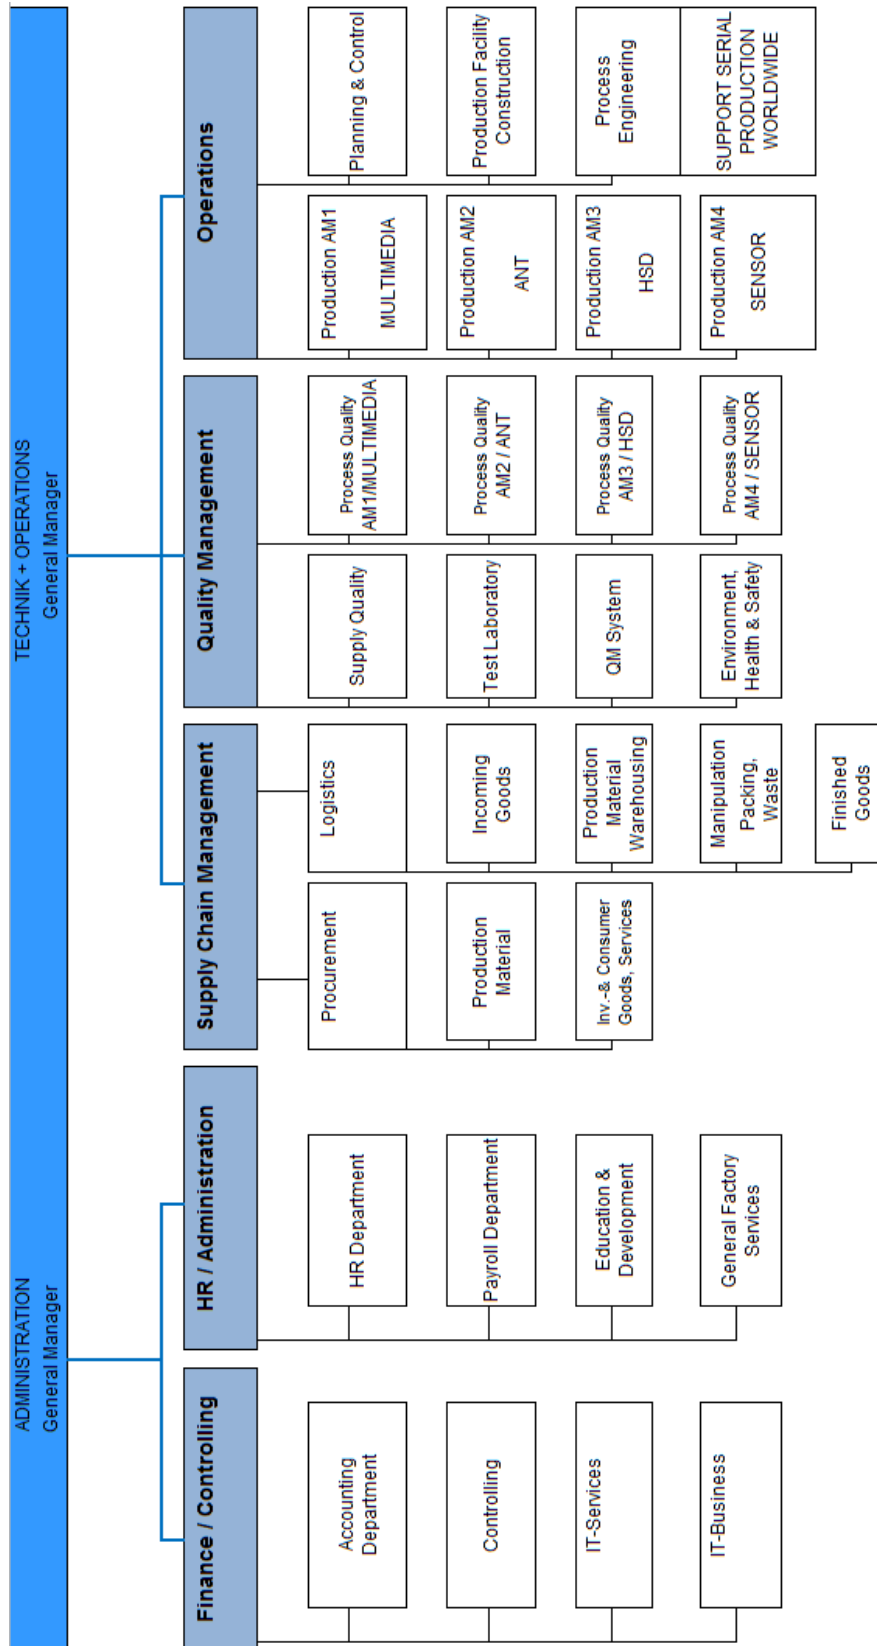 ADMINISTRATION
General Manager
TECHNIK + OPERATIONS
General Manager
Finance / Controlling
HR / Administration
Supply Chain Management
Quality Management
Operations
Accounting
Department
Controlling
IT-Services
IT-Business
HR Department
Payroll Department
Education &
Development
General Factory
Services
Procurement
Production
Material
Inv.-& Consumer
Goods, Services
Logistics
Incoming
Goods
Production
Material
Warehousing
Manipulation
Packing,
Waste
Finished
Goods
Supply Quality
Test Laboratory
QM System
Environment,
Health & Safety
Process Quality
AM1/MULTIMEDIA
Process Quality
AM2 / ANT
Process Quality
AM3 / HSD
Process Quality
AM4 / SENSOR
Production AM1
MULTIMEDIA
Production AM2
ANT
Production AM3
HSD
Production AM4
SENSOR
Planning & Control
Production Facility
Construction
Process
Engineering
SUPPORT SERIAL
PRODUCTION
WORLDWIDE